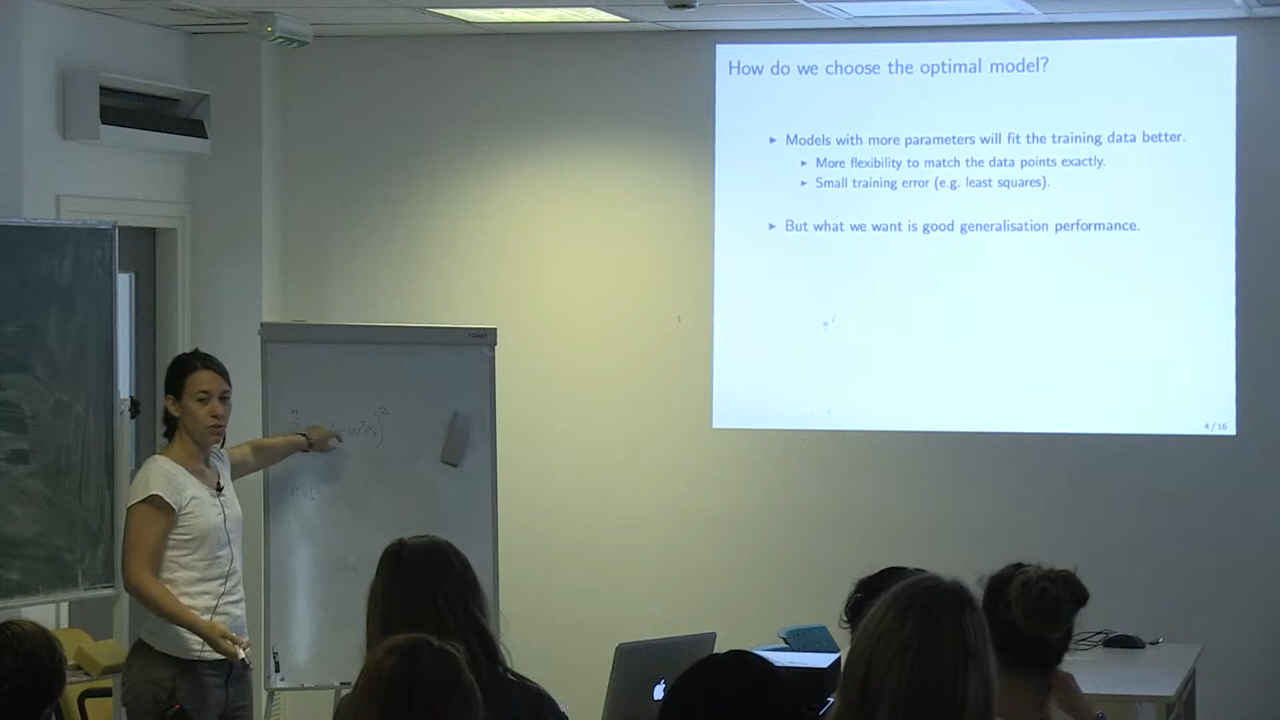 How do we choose the optimal model?
▶ Models with more parameters will fit the training data better.
▶ More flexibility to match the data points exactly.
▶ Small training error (e.g. least squares).
▶ But what we want is good generalisation performance.
4 / 16
n
wᵀxᵢ)²